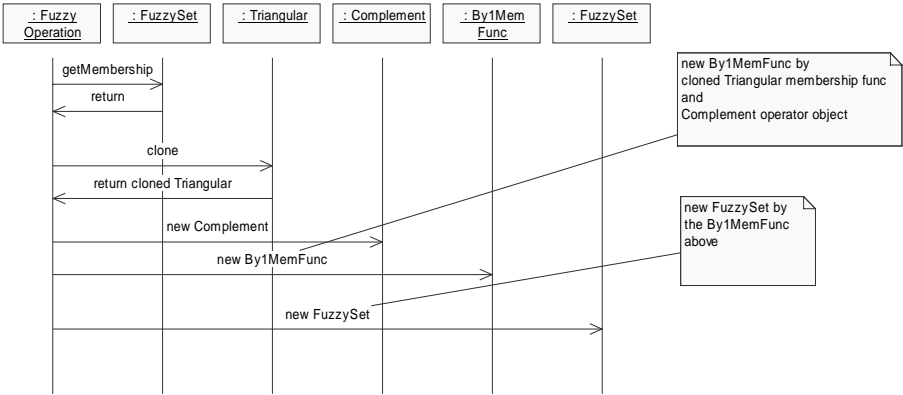 : Fuzzy
Operation
: FuzzySet
: Triangular
: Complement
: By1Mem
Func
: FuzzySet
getMembership
return
clone
return cloned Triangular
new Complement
new By1MemFunc
new FuzzySet
new By1MemFunc by
cloned Triangular membership func
and
Complement operator object
new FuzzySet by
the By1MemFunc
above